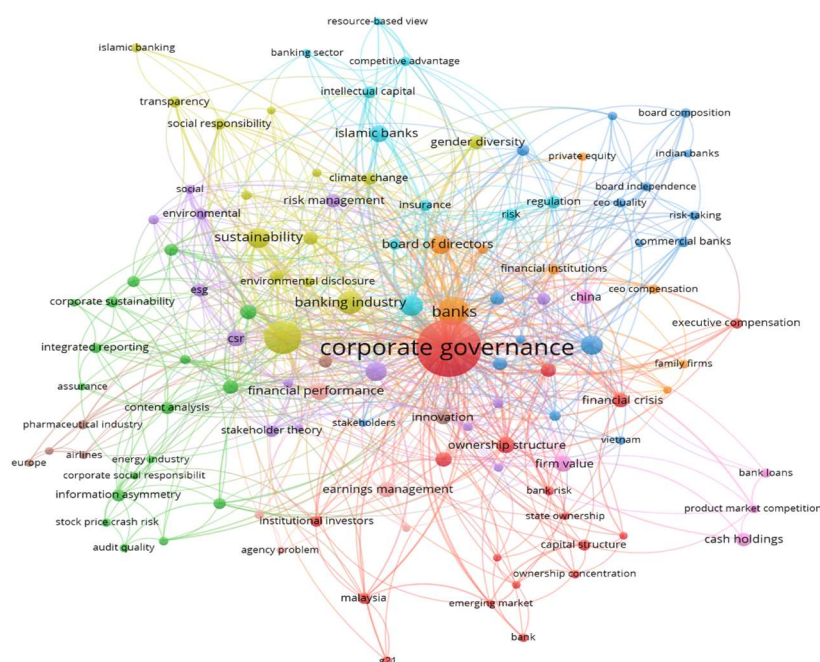 resource-based view
islamic banking
banking sector
competitive advantage
intellectual capital
transparency
social responsibility
board composition
islamic banks
gender diversity
indian banks
private equity
climate change
social
board independence
risk management
ceo duality
insurance
regulation
environmental
risk
risk-taking
sustainability
board of directors
commercial banks
financial institutions
environmental disclosure
esg
china
ceo compensation
corporate sustainability
banking industry
banks
executive compensation
csr
corporate governance
integrated reporting
family firms
assurance
financial performance
financial crisis
content analysis
innovation
pharmaceutical industry
stakeholders
stakeholder theory
vietnam
ownership structure
airlines
energy industry
europe
firm value
bank loans
corporate social responsibilit
earnings management
bank risk
information asymmetry
product market competition
state ownership
stock price crash risk
institutional investors
cash holdings
audit quality
agency problem
capital structure
ownership concentration
malaysia
emerging market
bank
g21